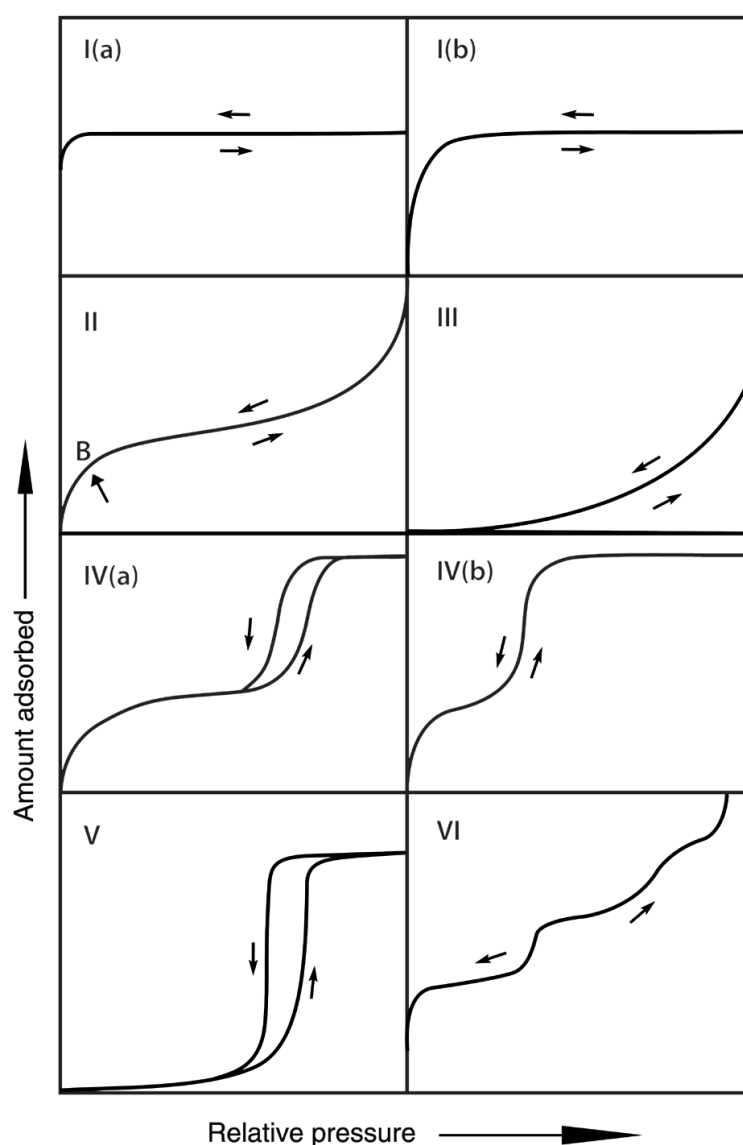 I(a)
I(b)
II
III
B
IV(a)
IV(b)
V
VI
Amount adsorbed
Relative pressure